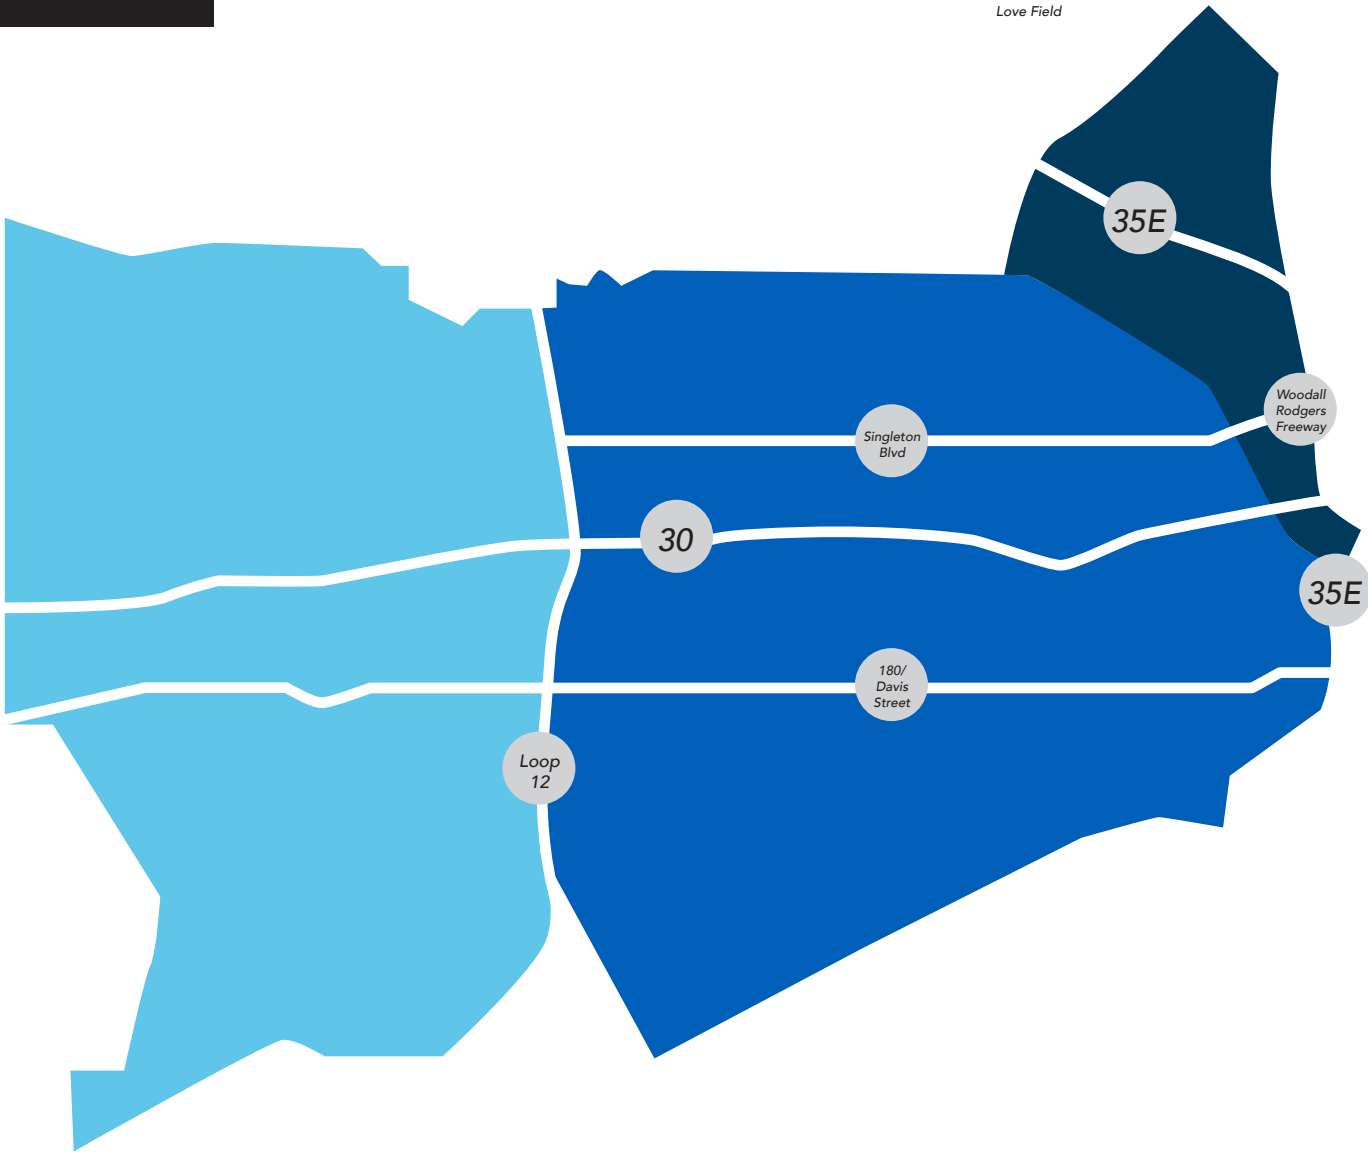 Love Field
35E
Woodall
Rodgers
Freeway
Singleton
Blvd
30
35E
180/
Davis
Street
Loop
12